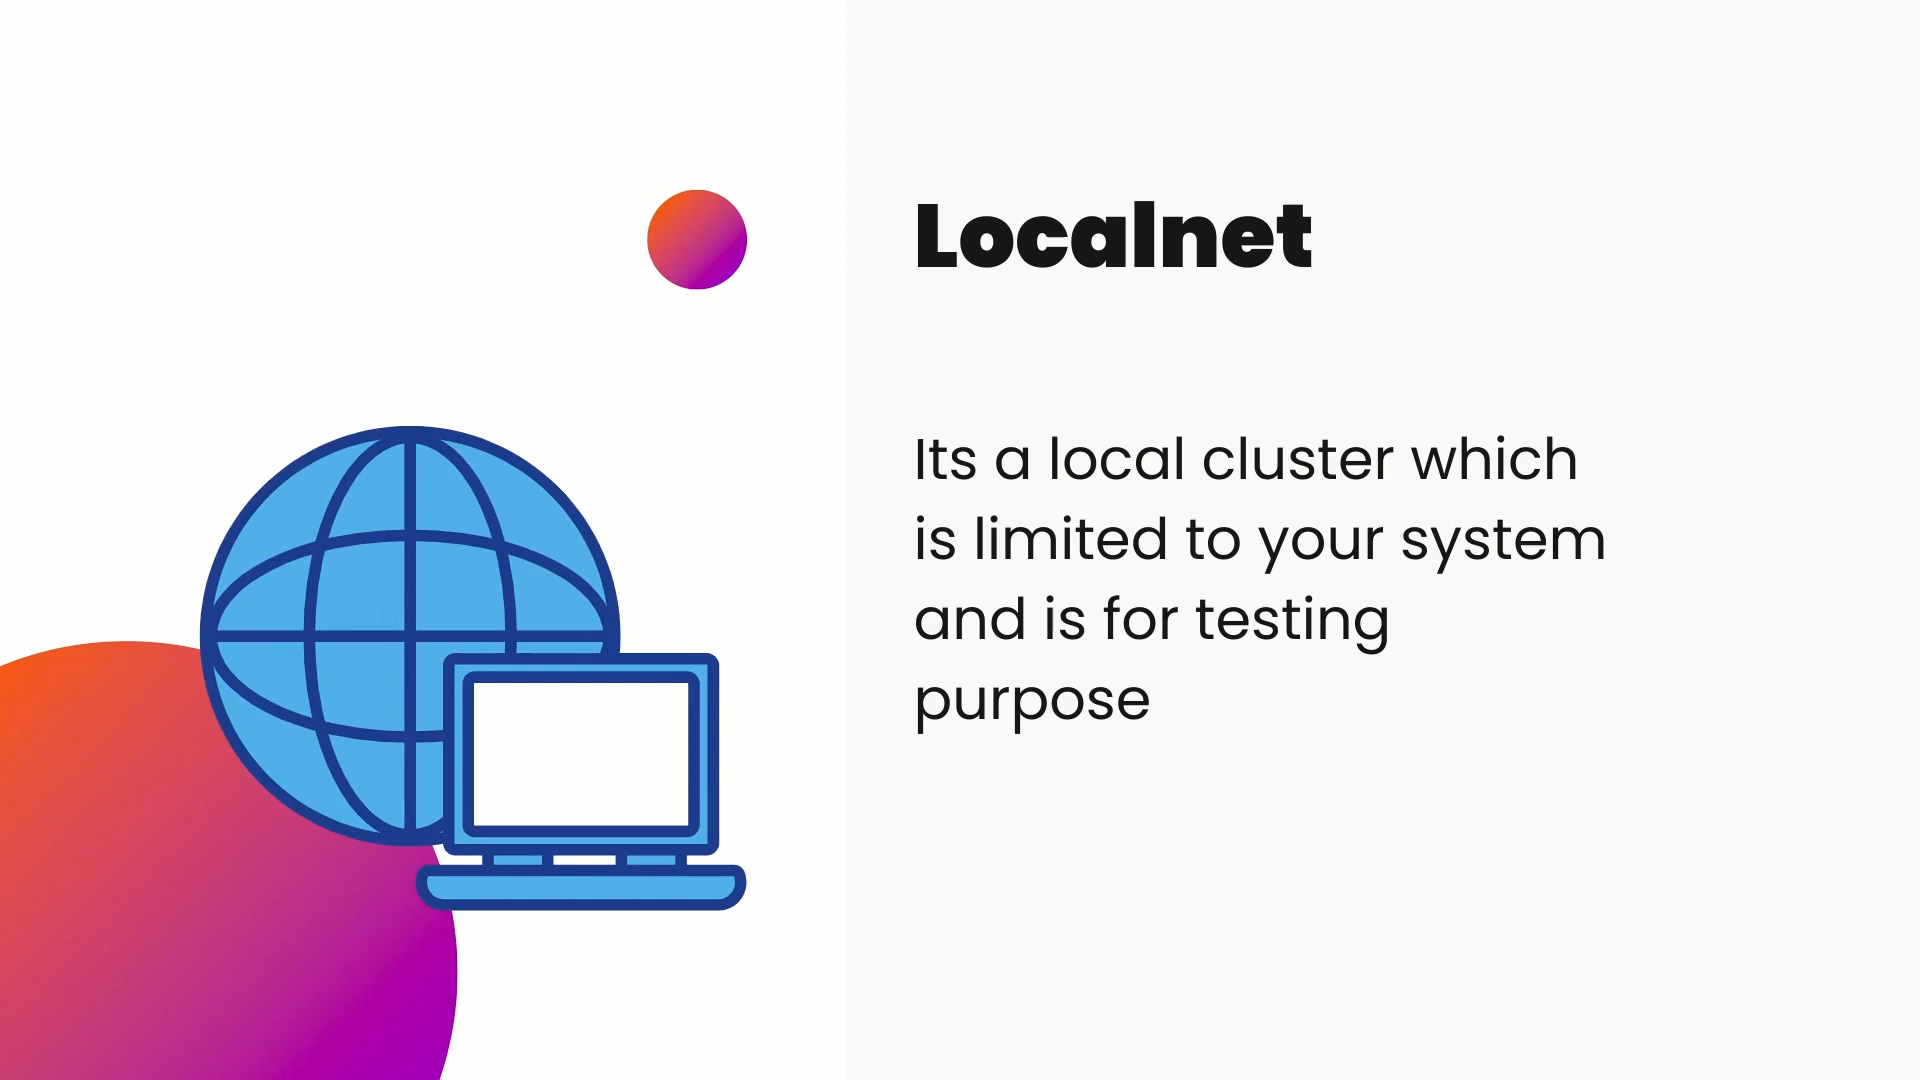 Localnet
Its a local cluster which
is limited to your system
and is for testing
purpose